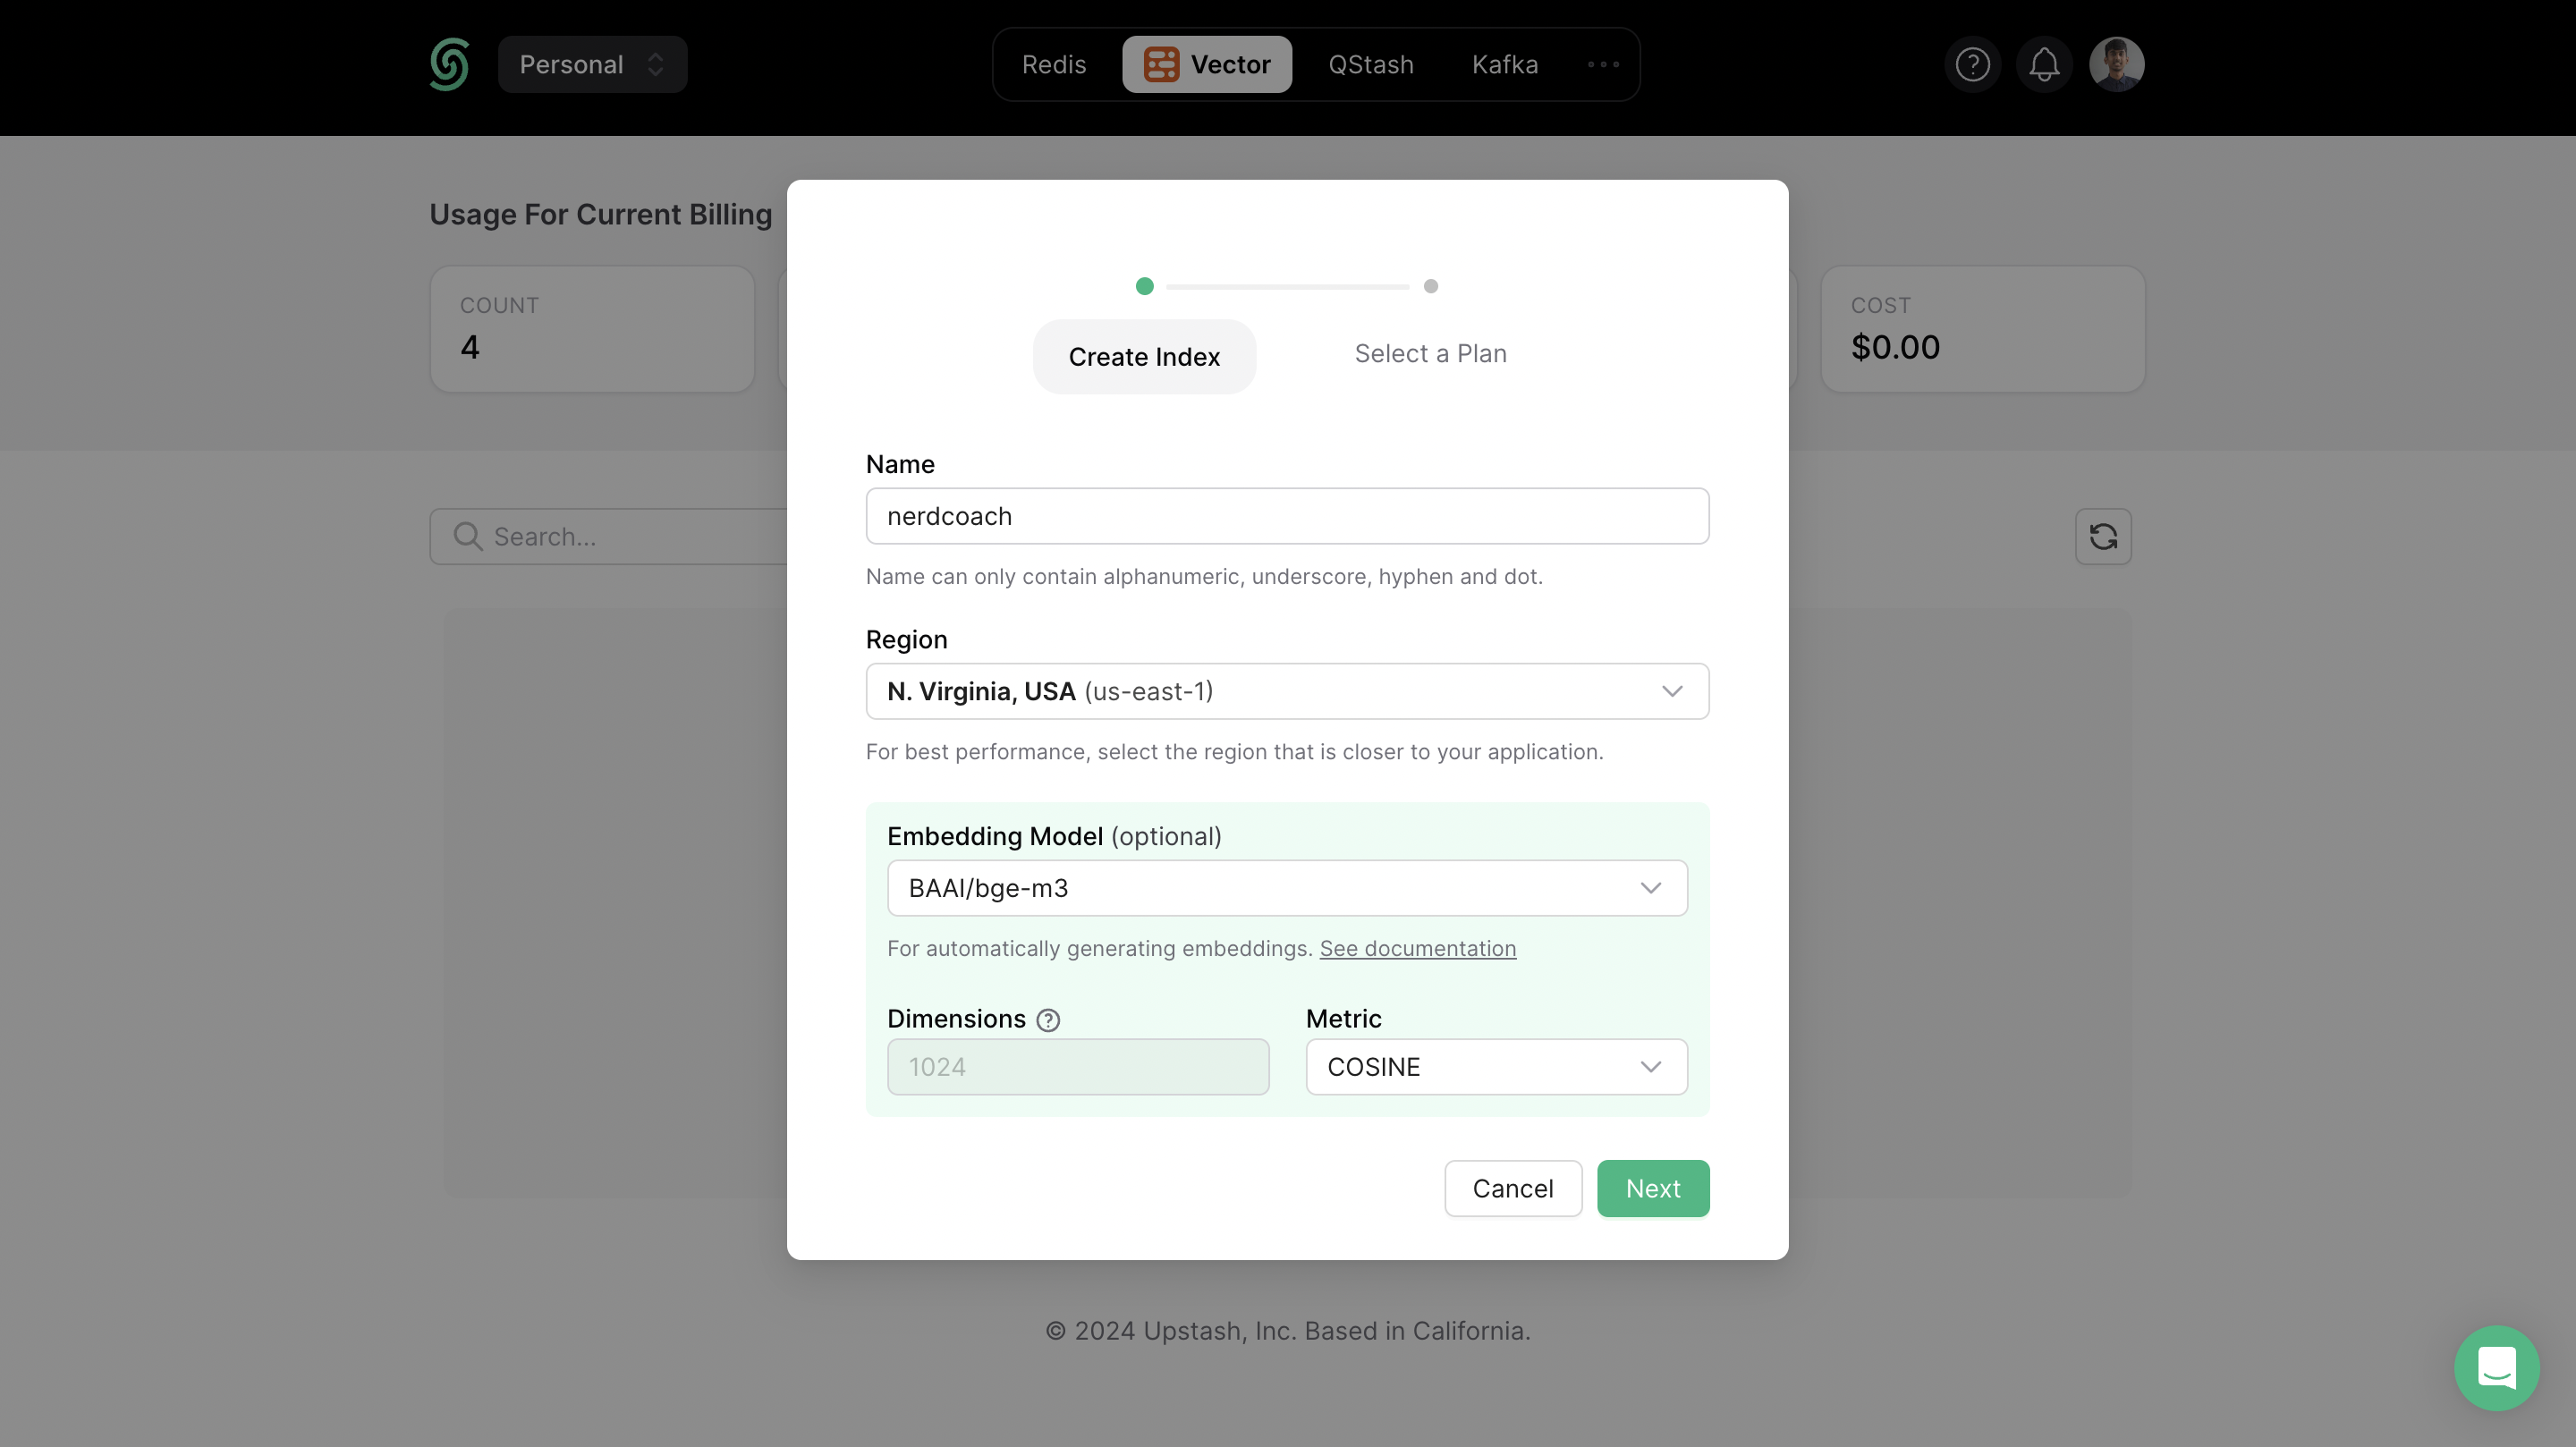 Personal
Redis
Vector
QStash
Kafka
Usage For Current Billing
COUNT
4
COST
$0.00
Search...
Create Index
Select a Plan
Name
nerdcoach
Name can only contain alphanumeric, underscore, hyphen and dot.
Region
N. Virginia, USA (us-east-1)
For best performance, select the region that is closer to your application.
Embedding Model (optional)
BAAI/bge-m3
For automatically generating embeddings. See documentation
Dimensions ?
Metric
1024
COSINE
Cancel
Next
© 2024 Upstash, Inc. Based in California.